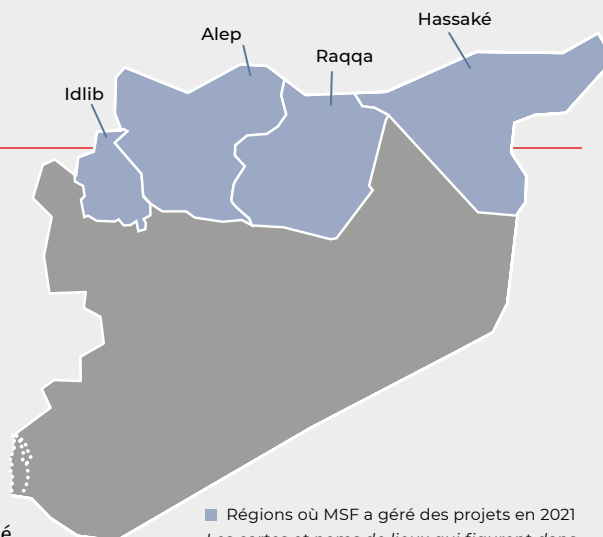 Hassaké
Alep
Raqqa
Idlib
Régions où MSF a géré des projets en 2021